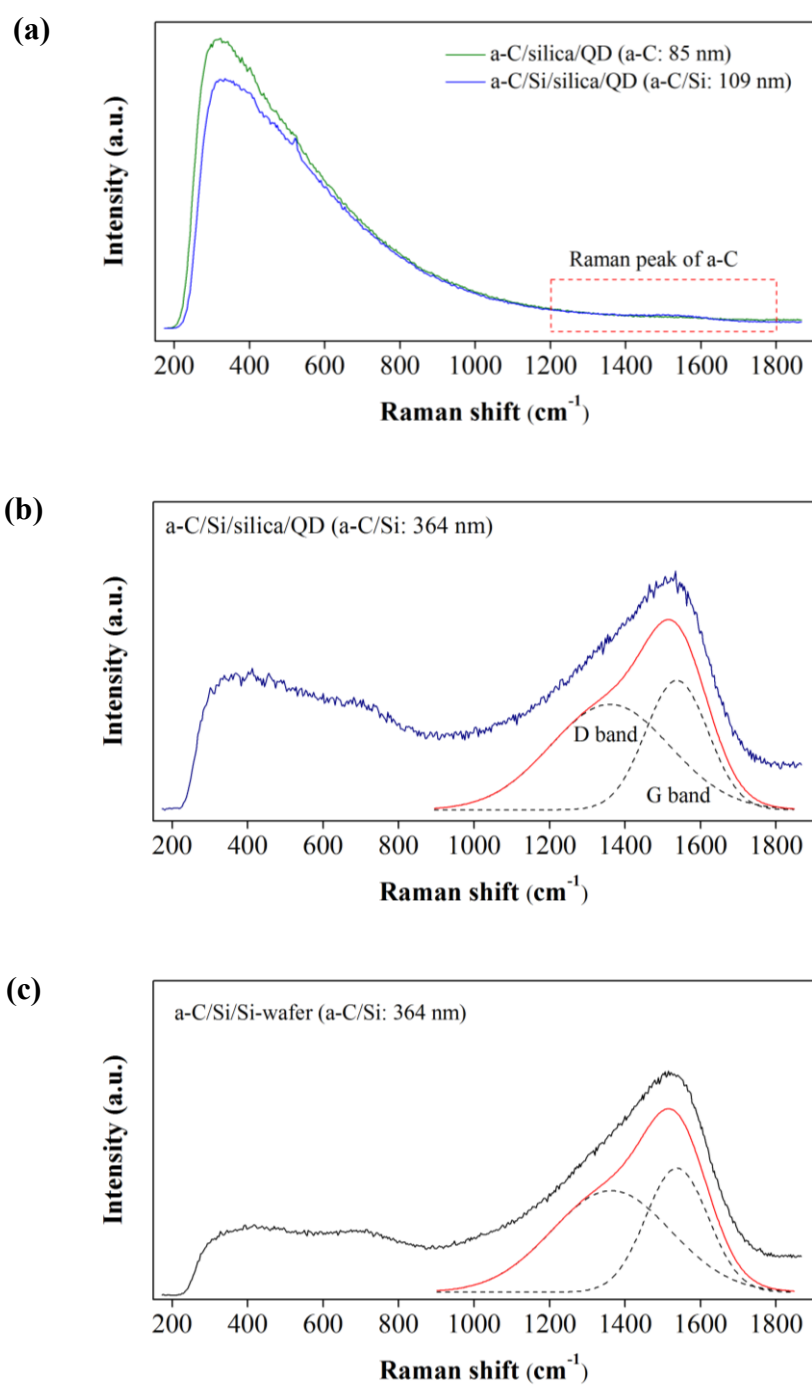 (a)
a-C/silica/QD (a-C: 85 nm)
a-C/Si/silica/QD (a-C/Si: 109 nm)
Intensity (a.u.)
Raman peak of a-C
200 400 600 800 1000 1200 1400 1600 1800
Raman shift (cm⁻¹)
(b)
a-C/Si/silica/QD (a-C/Si: 364 nm)
Intensity (a.u.)
D band
G band
200 400 600 800 1000 1200 1400 1600 1800
Raman shift (cm⁻¹)
(c)
a-C/Si/Si-wafer (a-C/Si: 364 nm)
Intensity (a.u.)
200 400 600 800 1000 1200 1400 1600 1800
Raman shift (cm⁻¹)